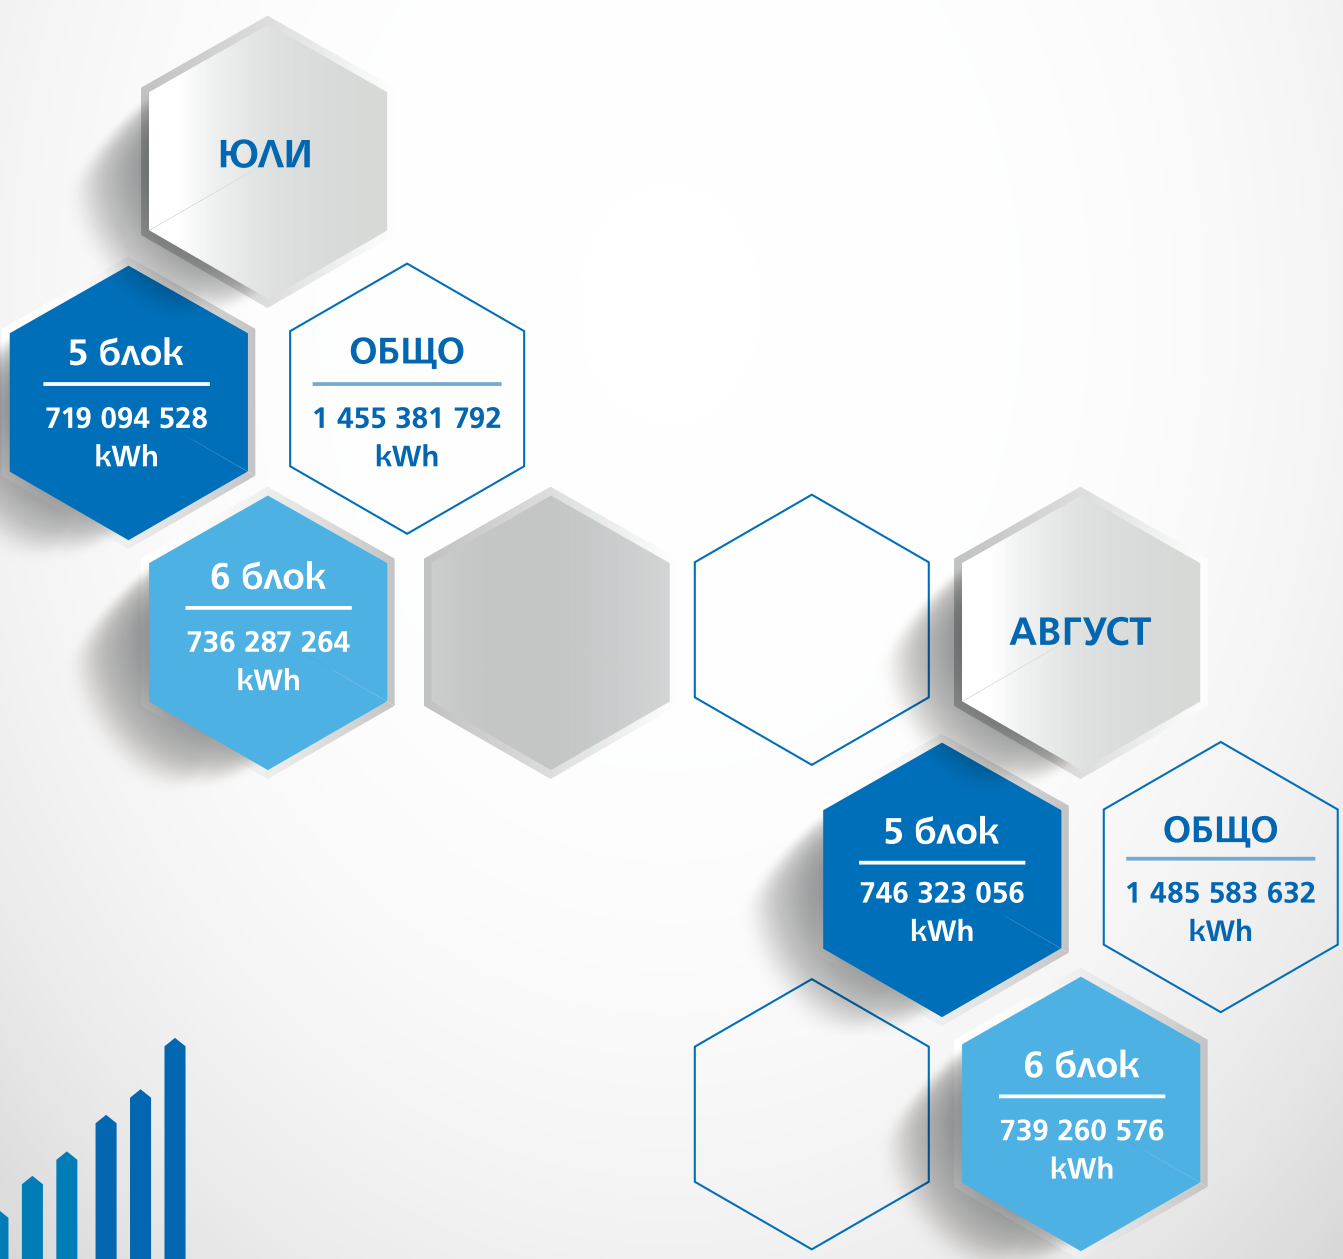 ЮЛИ
5 блок
719 094 528
kWh
ОБЩО
1 455 381 792
kWh
6 блок
736 287 264
kWh
АВГУСТ
5 блок
746 323 056
kWh
ОБЩО
1 485 583 632
kWh
6 блок
739 260 576
kWh